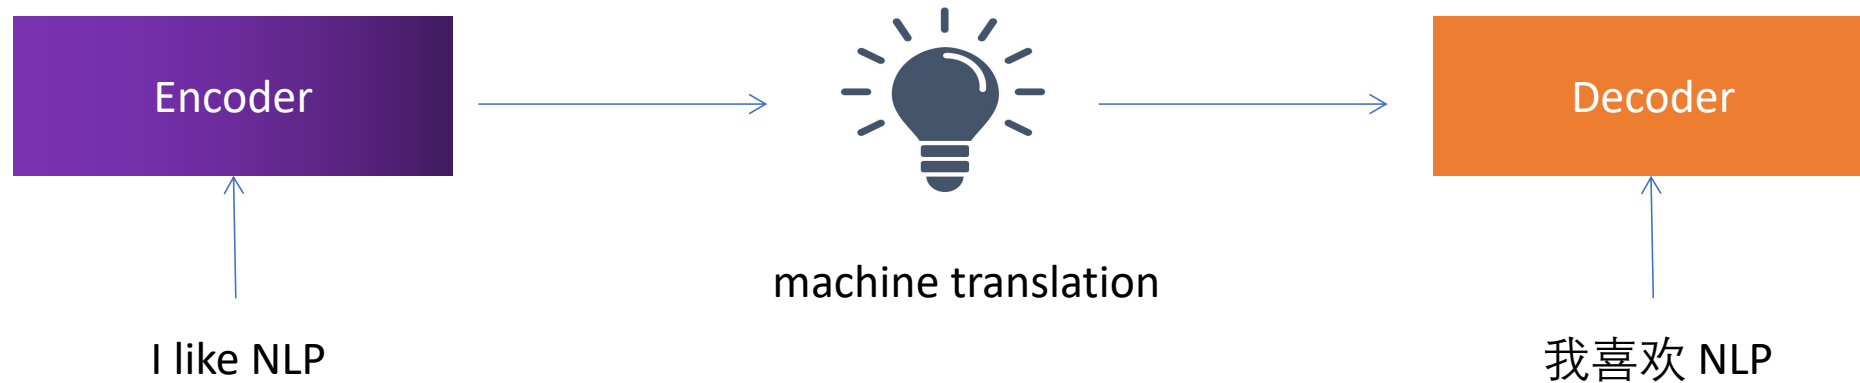 Encoder
Decoder
machine translation
I like NLP
我喜欢 NLP